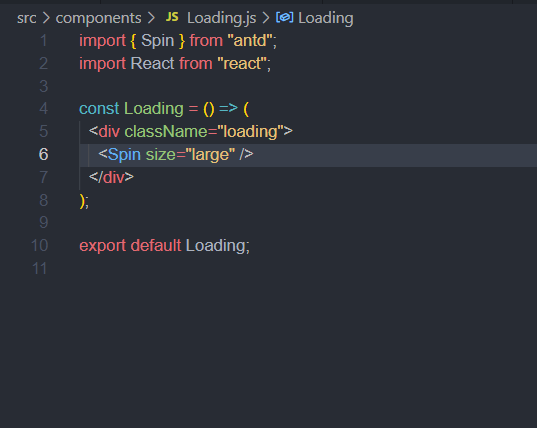 src > components > JS Loading.js > Loading
1 import { Spin } from "antd";
2 import React from "react";
3
4 const Loading = () => (
5 <div className="loading">
6 <Spin size="large" />
7 </div>
8 );
9
10 export default Loading;
11